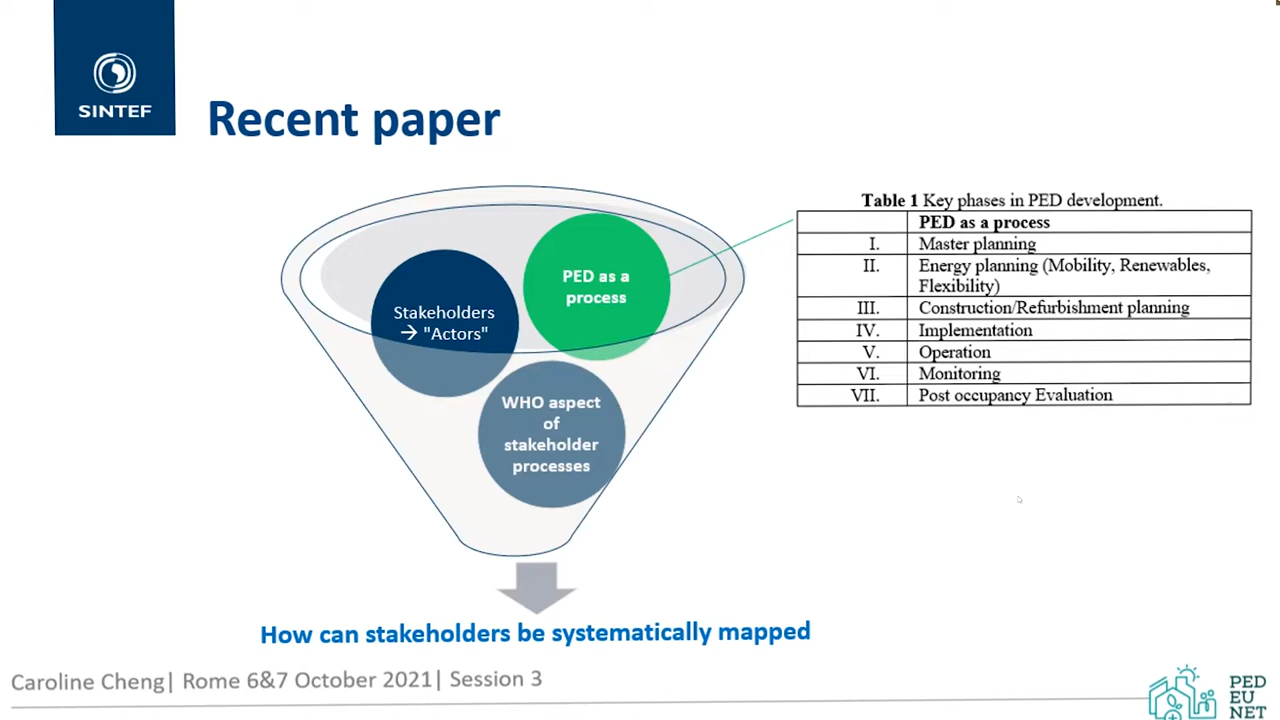 SINTEF
Recent paper
Stakeholders
→ "Actors"
PED as a
process
WHO aspect
of
stakeholder
processes
How can stakeholders be systematically mapped
Table 1 Key phases in PED development.
PED as a process
I. Master planning
II. Energy planning (Mobility, Renewables,
Flexibility)
III. Construction/Refurbishment planning
IV. Implementation
V. Operation
VI. Monitoring
VII. Post occupancy Evaluation
Caroline Cheng| Rome 6&7 October 2021| Session 3
PED
EU
NET